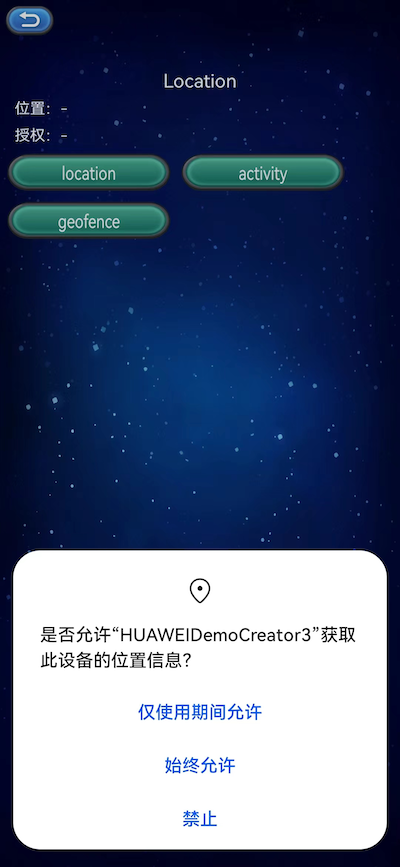 Location
位置: -
授权: -
location
activity
geofence
是否允许“HUAWEIDemoCreator3”获取
此设备的位置信息?
仅使用期间允许
始终允许
禁止